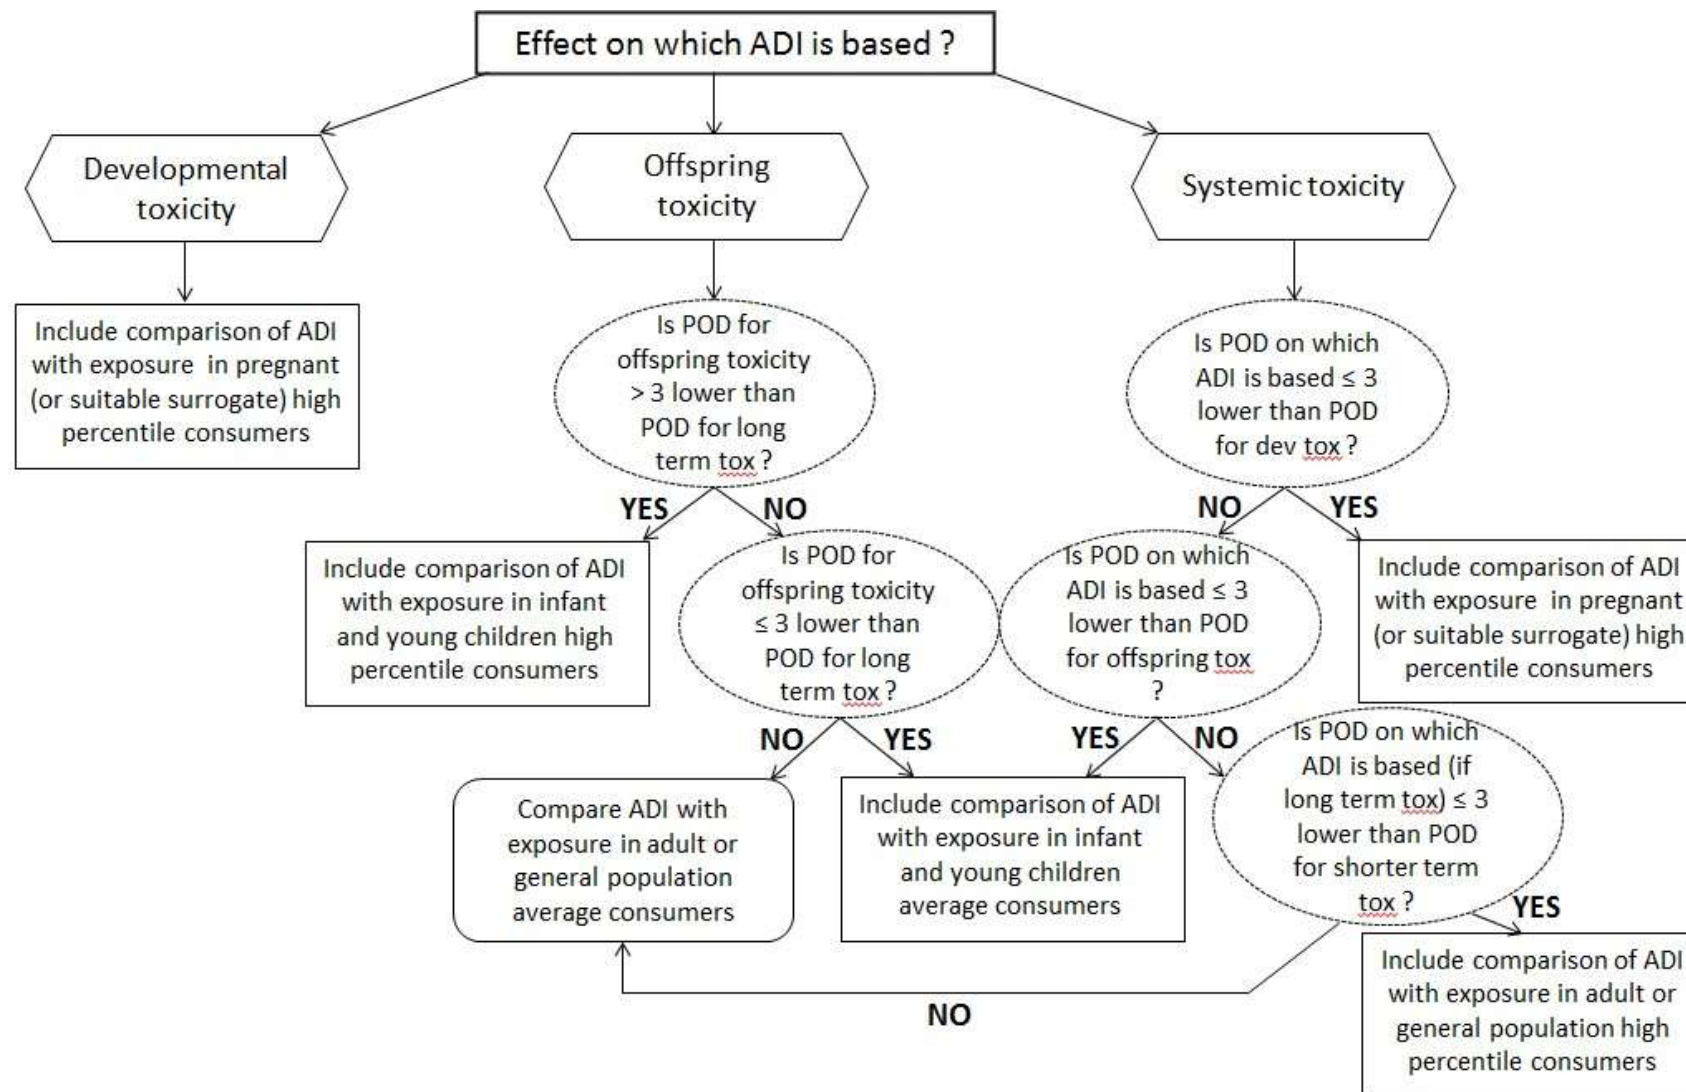 Effect on which ADI is based ?
Developmental
toxicity
Offspring
toxicity
Systemic toxicity
Include comparison of ADI
with exposure in pregnant
(or suitable surrogate) high
percentile consumers
Is POD for
offspring toxicity
> 3 lower than
POD for long
term tox ?
Is POD on which
ADI is based ≤ 3
lower than POD
for dev tox ?
YES
NO
NO
YES
Include comparison of ADI
with exposure in infant
and young children high
percentile consumers
Is POD for
offspring toxicity
≤ 3 lower than
POD for long
term tox ?
Is POD on which
ADI is based ≤ 3
lower than POD
for offspring tox
?
Include comparison of ADI
with exposure in pregnant
(or suitable surrogate) high
percentile consumers
NO
YES
YES
NO
Is POD on which
ADI is based (if
long term tox) ≤ 3
lower than POD
for shorter term
tox ?
Compare ADI with
exposure in adult or
general population
average consumers
Include comparison of ADI
with exposure in infant
and young children
average consumers
YES
NO
Include comparison of ADI
with exposure in adult or
general population high
percentile consumers